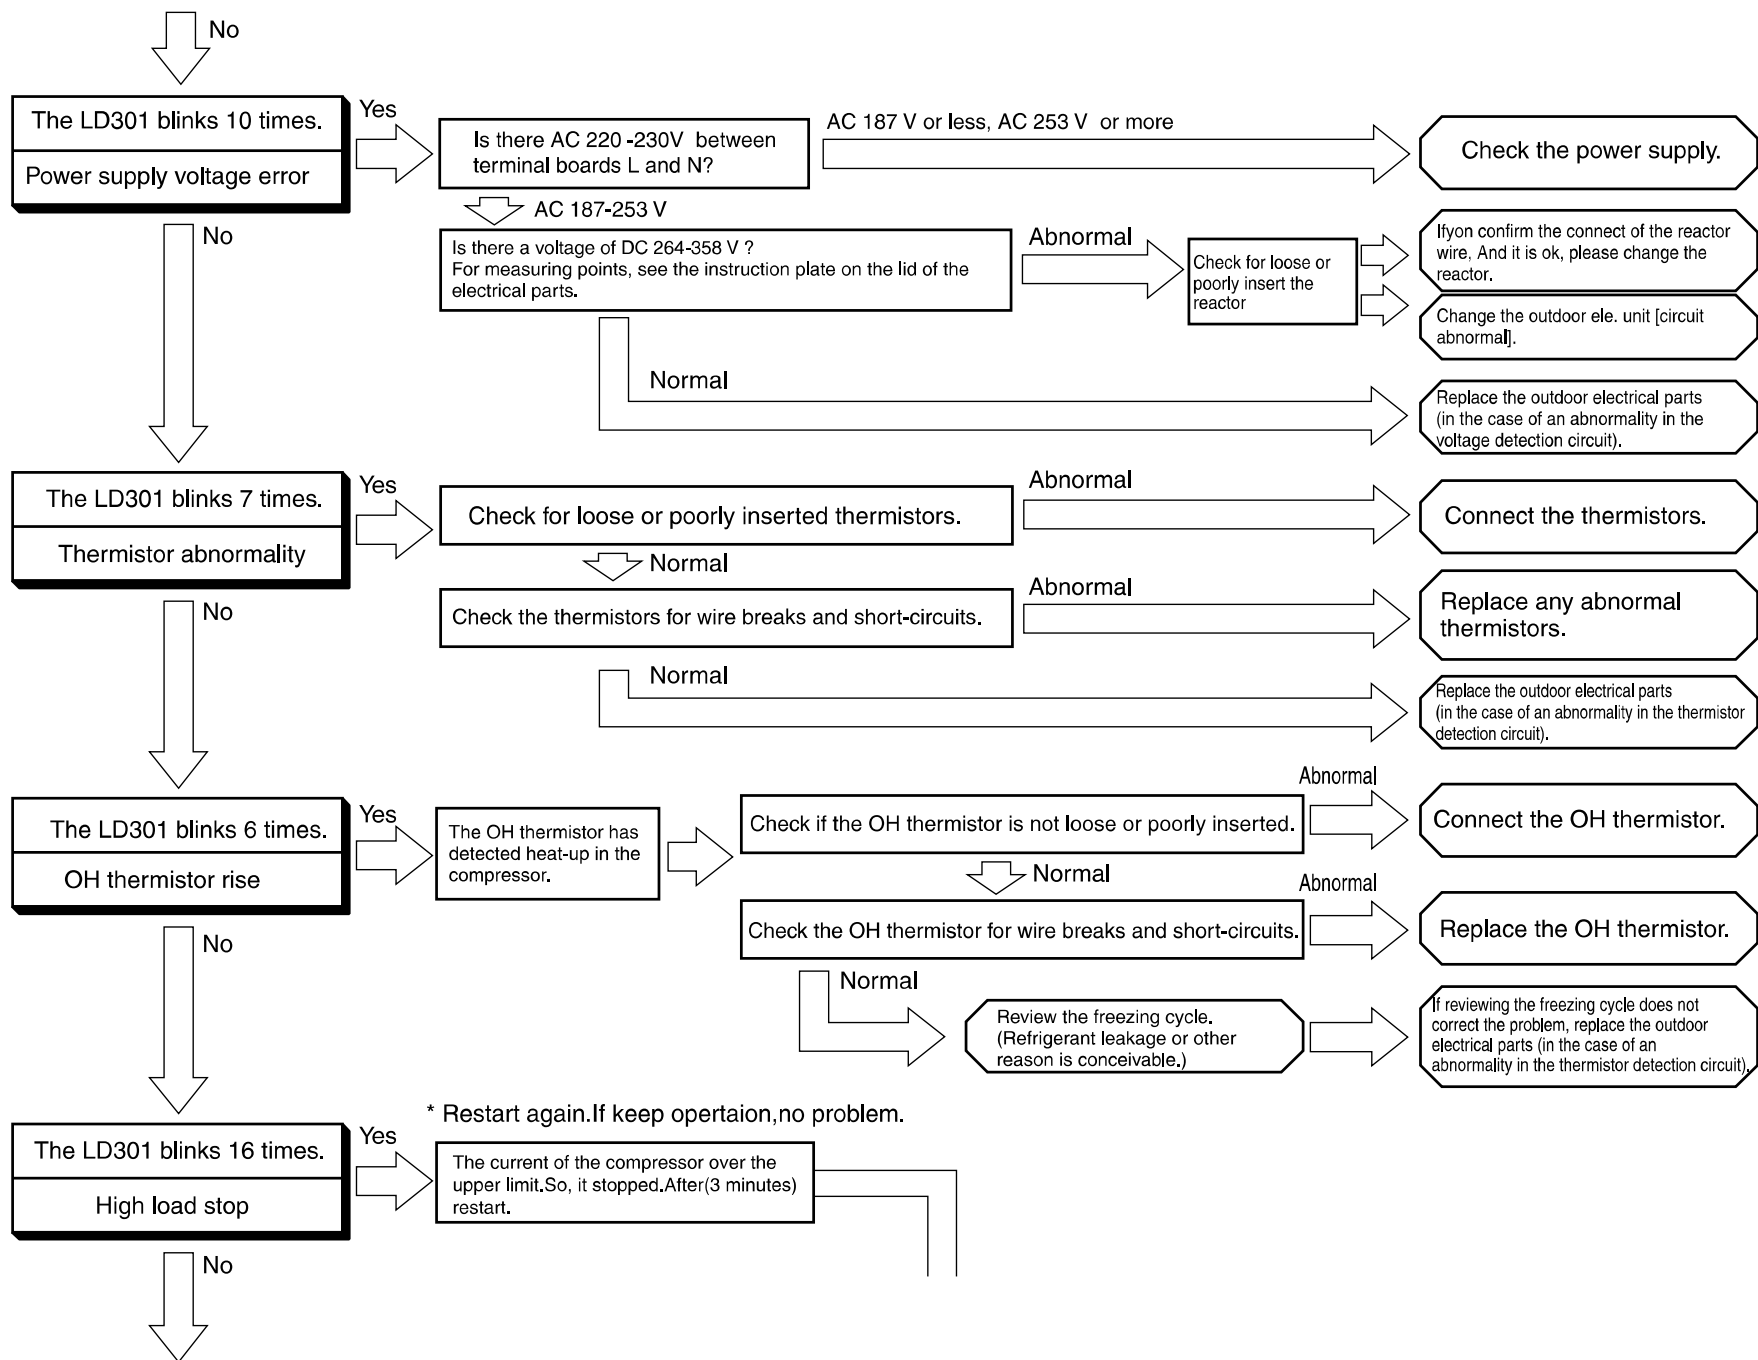 No
The LD301 blinks 10 times.
Power supply voltage error
Yes
Is there AC 220 -230V between
terminal boards L and N?
AC 187 V or less, AC 253 V or more
Check the power supply.
AC 187-253 V
No
Is there a voltage of DC 264-358 V ?
For measuring points, see the instruction plate on the lid of the
electrical parts.
Abnormal
Check for loose or
poorly insert the
reactor
Ifyon confirm the connect of the reactor
wire, And it is ok, please change the
reactor.
Change the outdoor ele. unit [circuit
abnormal].
Normal
Replace the outdoor electrical parts
(in the case of an abnormality in the
voltage detection circuit).
The LD301 blinks 7 times.
Thermistor abnormality
Yes
Check for loose or poorly inserted thermistors.
Abnormal
Connect the thermistors.
Normal
No
Check the thermistors for wire breaks and short-circuits.
Abnormal
Replace any abnormal
thermistors.
Normal
Replace the outdoor electrical parts
(in the case of an abnormality in the thermistor
detection circuit).
The LD301 blinks 6 times.
OH thermistor rise
Yes
The OH thermistor has
detected heat-up in the
compressor.
Check if the OH thermistor is not loose or poorly inserted.
Abnormal
Connect the OH thermistor.
Normal
No
Check the OH thermistor for wire breaks and short-circuits.
Abnormal
Replace the OH thermistor.
Normal
Review the freezing cycle.
(Refrigerant leakage or other
reason is conceivable.)
If reviewing the freezing cycle does not
correct the problem, replace the outdoor
electrical parts (in the case of an
abnormality in the thermistor detection circuit).
* Restart again.If keep opertaion,no problem.
The LD301 blinks 16 times.
High load stop
Yes
The current of the compressor over the
upper limit.So, it stopped.After(3 minutes)
restart.
No